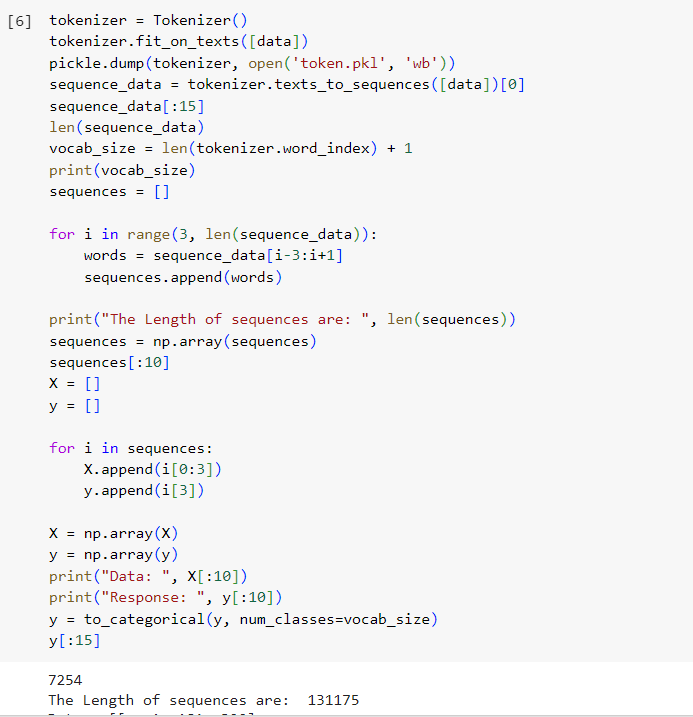 [6] tokenizer = Tokenizer()
tokenizer.fit_on_texts([data])
pickle.dump(tokenizer, open('token.pkl', 'wb'))
sequence_data = tokenizer.texts_to_sequences([data])[0]
sequence_data[:15]
len(sequence_data)
vocab_size = len(tokenizer.word_index) + 1
print(vocab_size)
sequences = []

for i in range(3, len(sequence_data)):
    words = sequence_data[i-3:i+1]
    sequences.append(words)

print("The Length of sequences are: ", len(sequences))
sequences = np.array(sequences)
sequences[:10]
X = []
y = []

for i in sequences:
    X.append(i[0:3])
    y.append(i[3])

X = np.array(X)
y = np.array(y)
print("Data: ", X[:10])
print("Response: ", y[:10])
y = to_categorical(y, num_classes=vocab_size)
y[:15]

7254
The Length of sequences are:  131175